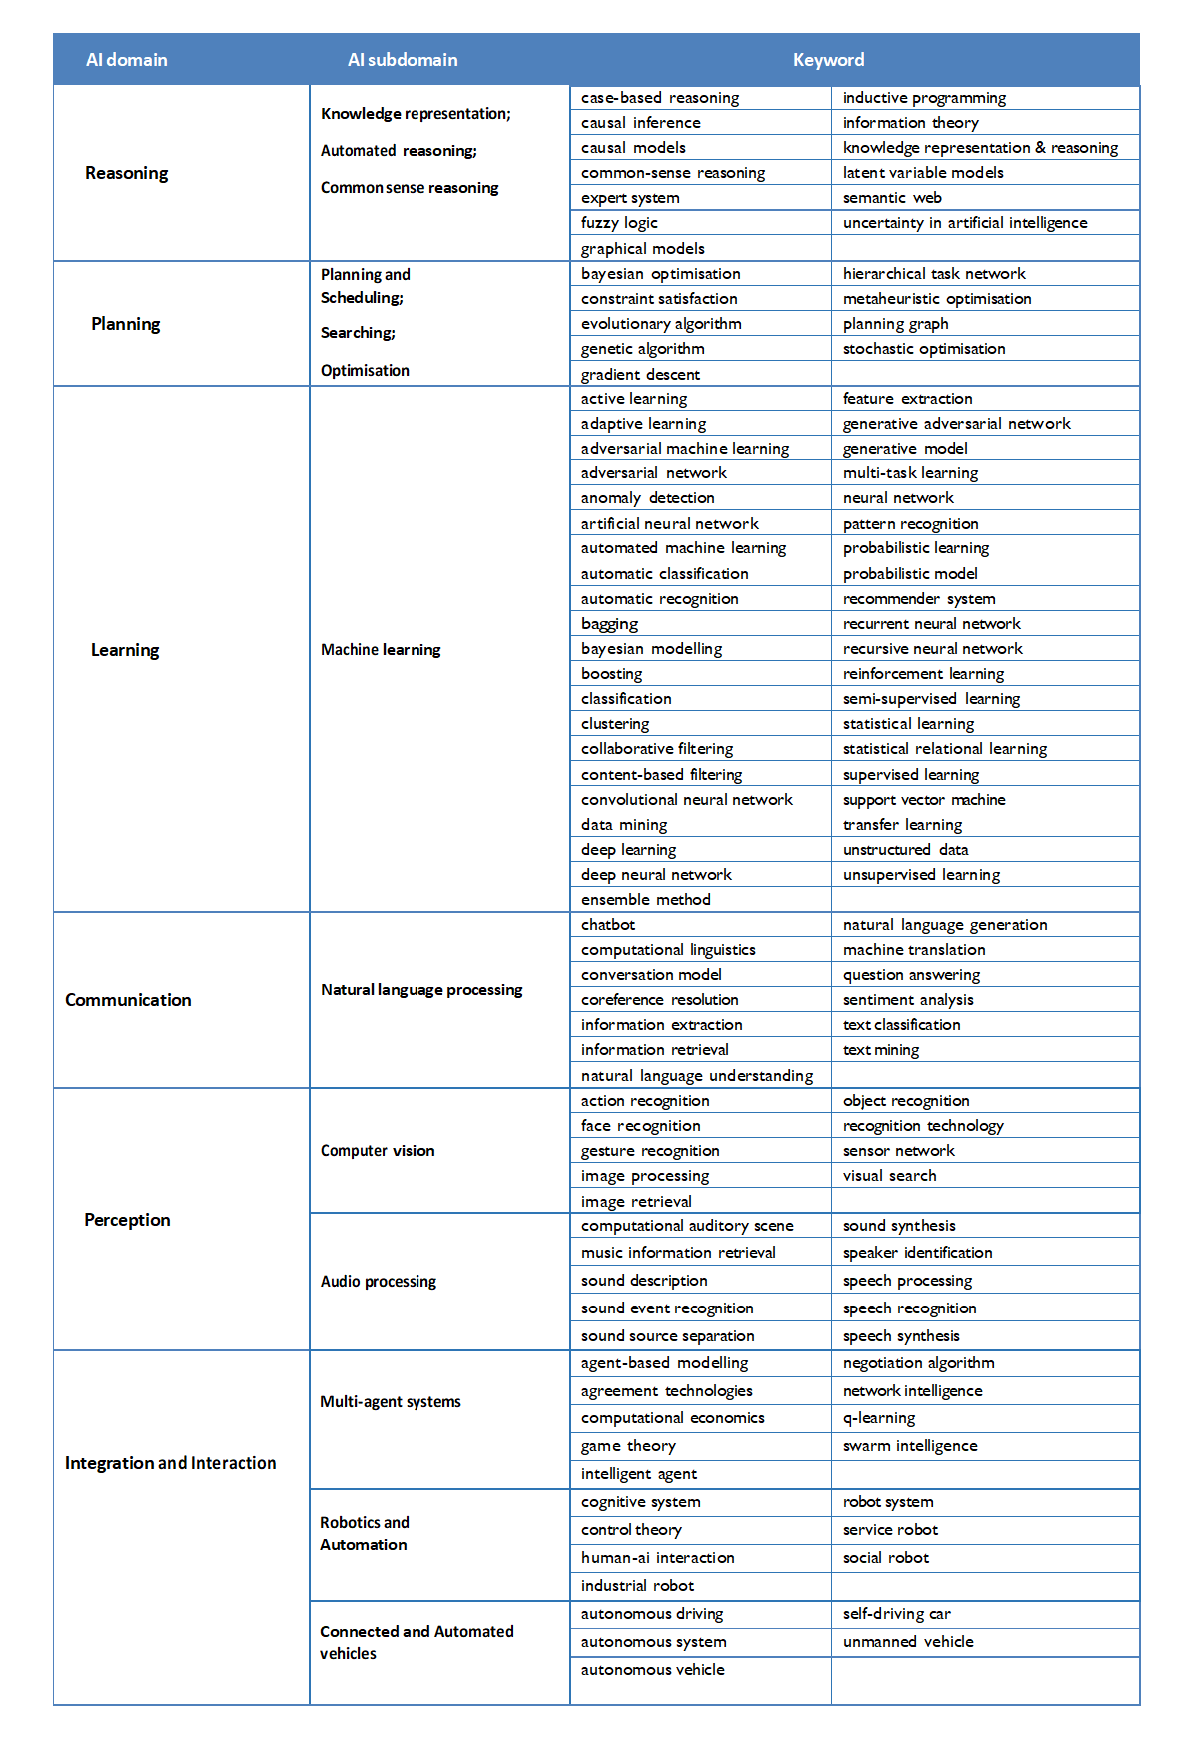 AI domain AI subdomain Keyword
Reasoning
Knowledge representation;
Automated reasoning;
Common sense reasoning
case-based reasoning inductive programming
causal inference information theory
causal models knowledge representation & reasoning
common-sense reasoning latent variable models
expert system semantic web
fuzzy logic uncertainty in artificial intelligence
graphical models
Planning
Planning and
Scheduling;
Searching;
Optimisation
bayesian optimisation hierarchical task network
constraint satisfaction metaheuristic optimisation
evolutionary algorithm planning graph
genetic algorithm stochastic optimisation
gradient descent
Learning
Machine learning
active learning feature extraction
adaptive learning generative adversarial network
adversarial machine learning generative model
adversarial network multi-task learning
anomaly detection neural network
artificial neural network pattern recognition
automated machine learning probabilistic learning
automatic classification probabilistic model
automatic recognition recommender system
bagging recurrent neural network
bayesian modelling recursive neural network
boosting reinforcement learning
classification semi-supervised learning
clustering statistical learning
collaborative filtering statistical relational learning
content-based filtering supervised learning
convolutional neural network support vector machine
data mining transfer learning
deep learning unstructured data
deep neural network unsupervised learning
ensemble method
Communication
Natural language processing
chatbot natural language generation
computational linguistics machine translation
conversation model question answering
coreference resolution sentiment analysis
information extraction text classification
information retrieval text mining
natural language understanding
Perception
Computer vision
action recognition object recognition
face recognition recognition technology
gesture recognition sensor network
image processing visual search
image retrieval
Audio processing
computational auditory scene sound synthesis
music information retrieval speaker identification
sound description speech processing
sound event recognition speech recognition
sound source separation speech synthesis
Integration and Interaction
Multi-agent systems
agent-based modelling negotiation algorithm
agreement technologies network intelligence
computational economics q-learning
game theory swarm intelligence
intelligent agent
Robotics and
Automation
cognitive system robot system
control theory service robot
human-ai interaction social robot
industrial robot
Connected and Automated
vehicles
autonomous driving self-driving car
autonomous system unmanned vehicle
autonomous vehicle